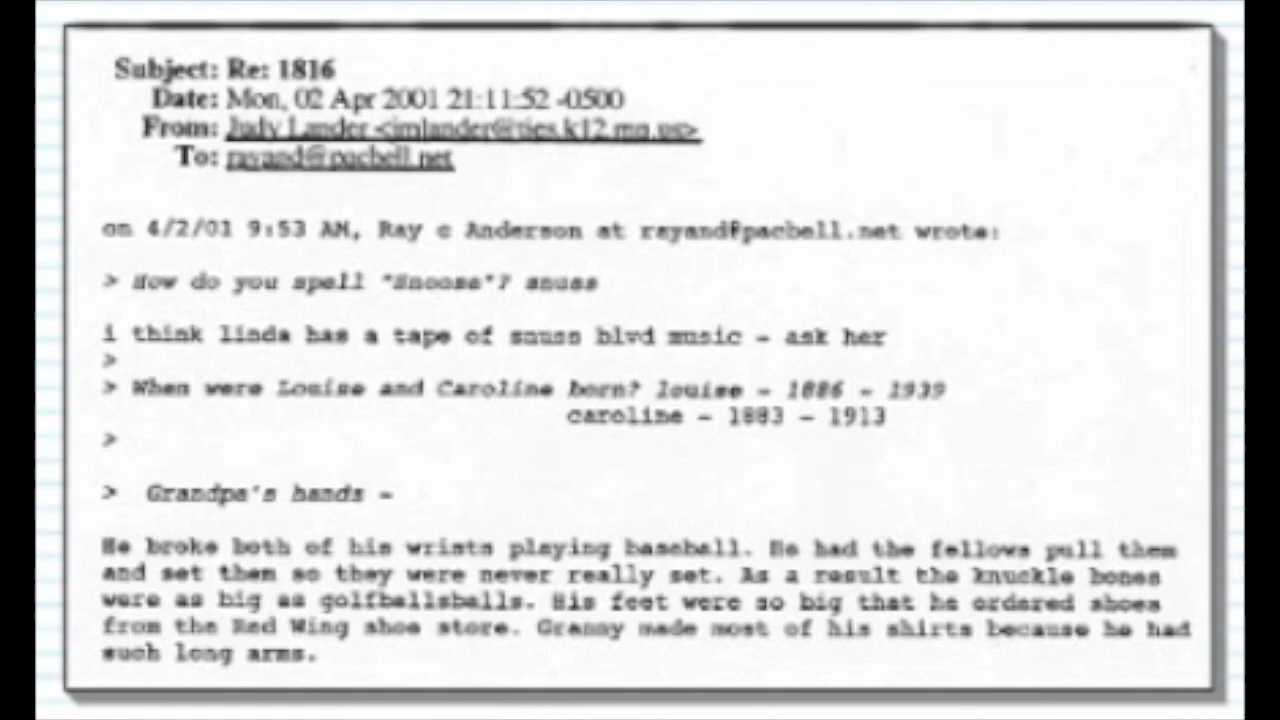 Subject: Re: 1816
Date: Mon, 02 Apr 2001 21:11:52 -0500
From: Judy Lander <jmlander@ties.k12.mn.us>
To: rayand@pacbell.net
on 4/2/01 9:53 AM, Ray c Anderson at rayand@pacbell.net wrote:
> How do you spell "Snoose"? snuss
i think linda has a tape of snuss blvd music - ask her
>
> When were Louise and Caroline born? louise - 1886 - 1939
caroline - 1883 - 1913
>
> Grandpa's hands -
He broke both of his wrists playing baseball. He had the fellows pull them
and set them so they were never really set. As a result the knuckle bones
were as big as golfballsballs. His feet were so big that he ordered shoes
from the Red Wing shoe store. Granny made most of his shirts because he had
such long arms.